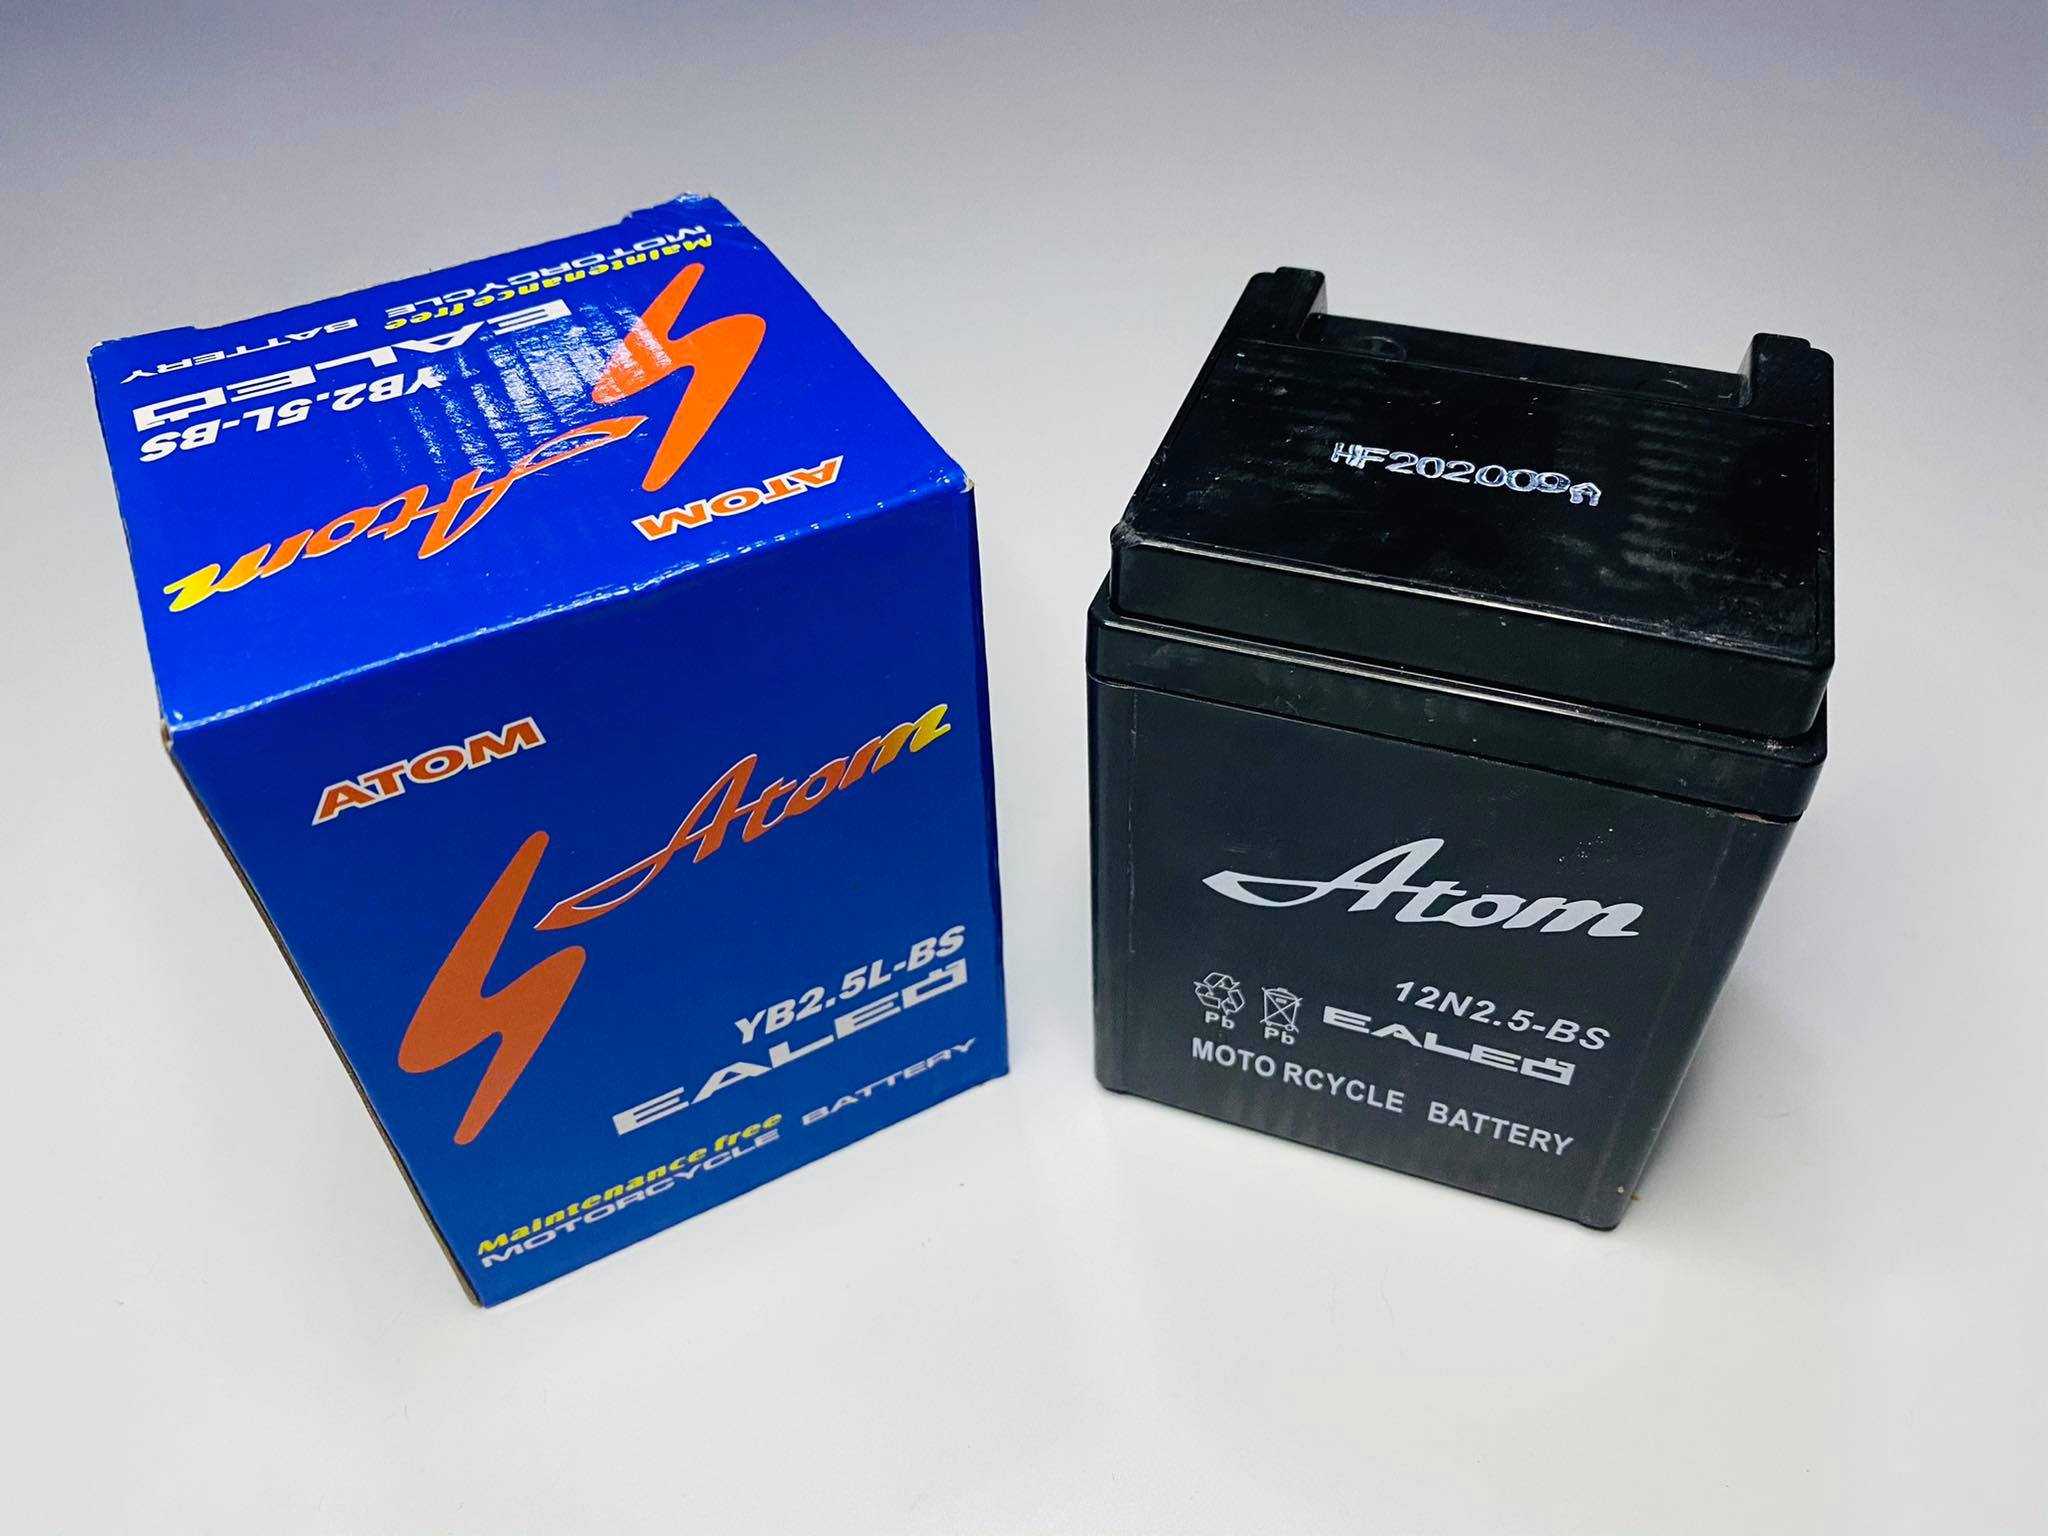 Maintenance free
MOTORCYCLE BATTERY
EALED
YB2.5L-BS
Atom
ATOM
ATOM
Atom
YB2.5L-BS
EALED
Maintenance free
MOTORCYCLE BATTERY
HF202009A
Atom
12N2.5-BS
Pb
Pb
EALED
MOTO RCYCLE BATTERY